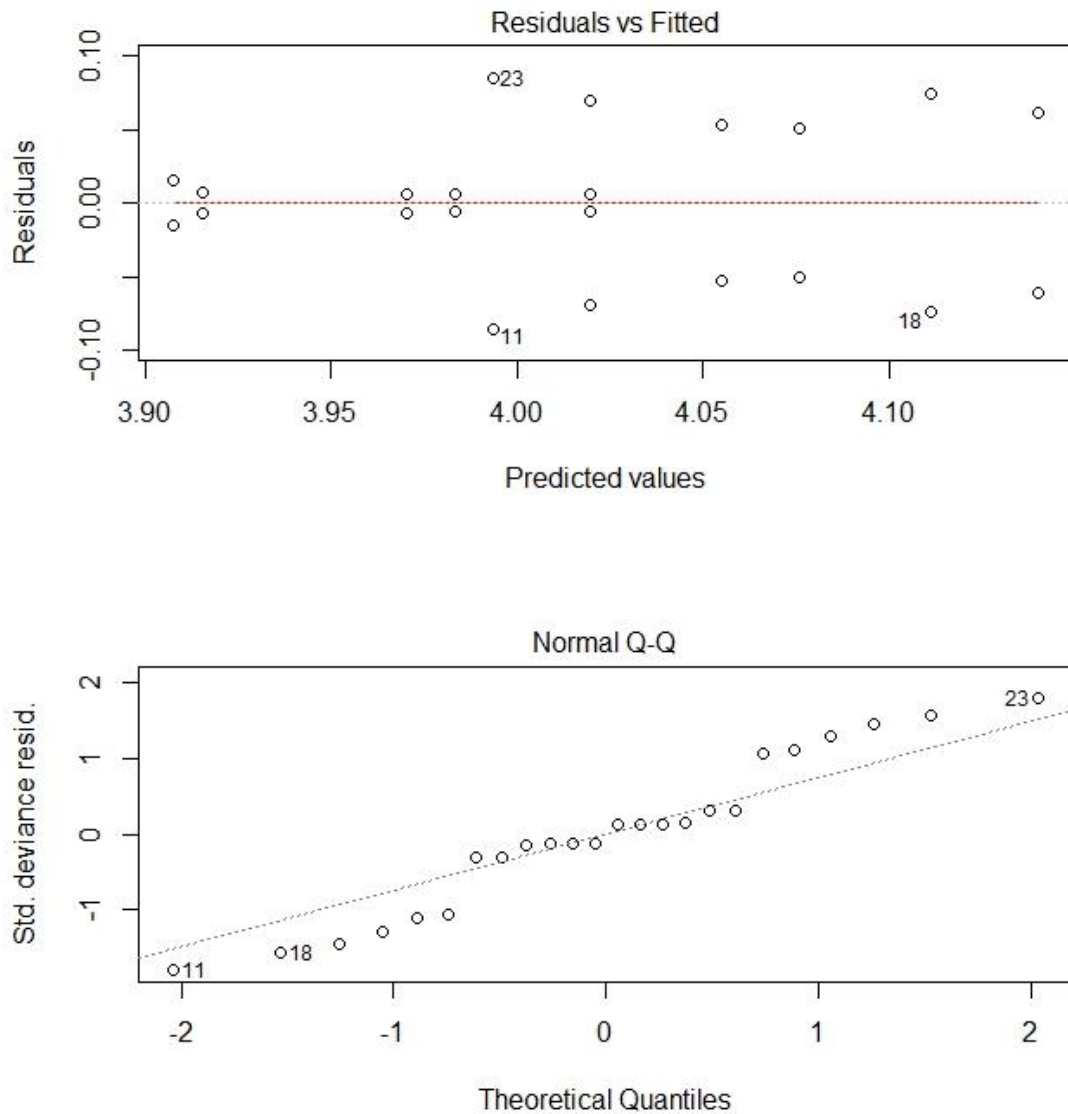 Residuals vs Fitted
0.10
23
Residuals
0.00
18
11
-0.10
3.90 3.95 4.00 4.05 4.10
Predicted values
Normal Q-Q
2
23
Std. deviance resid.
1
0
-1
18
11
-2 -1 0 1 2
Theoretical Quantiles